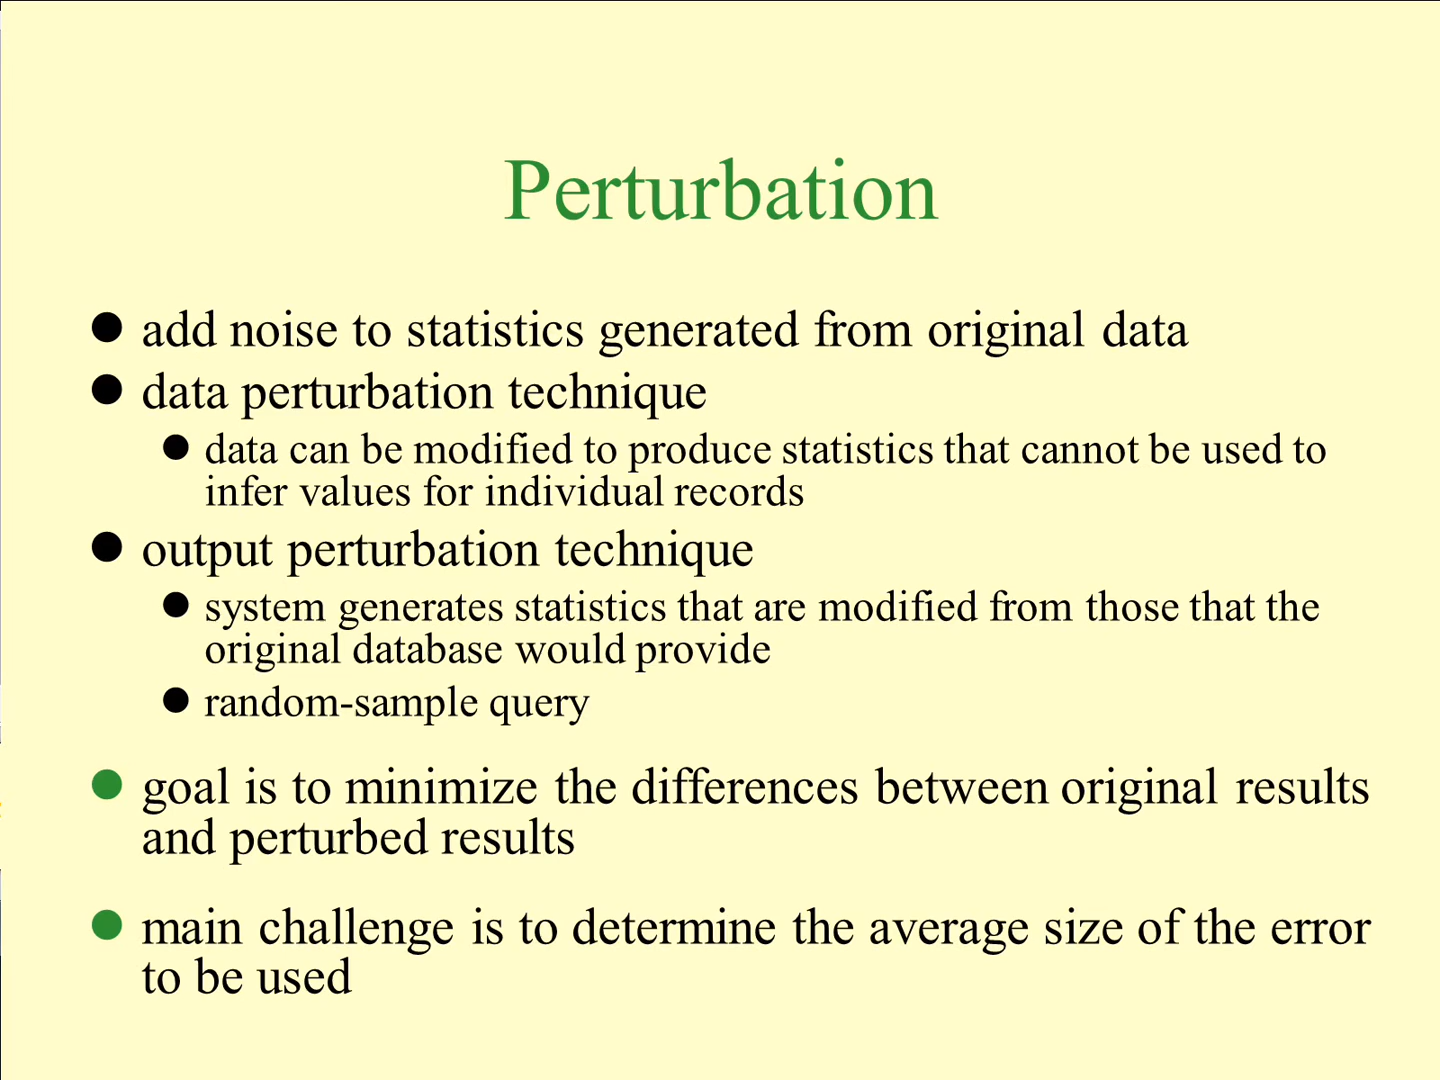 Perturbation
add noise to statistics generated from original data
data perturbation technique
data can be modified to produce statistics that cannot be used to
infer values for individual records
output perturbation technique
system generates statistics that are modified from those that the
original database would provide
random-sample query
goal is to minimize the differences between original results
and perturbed results
main challenge is to determine the average size of the error
to be used